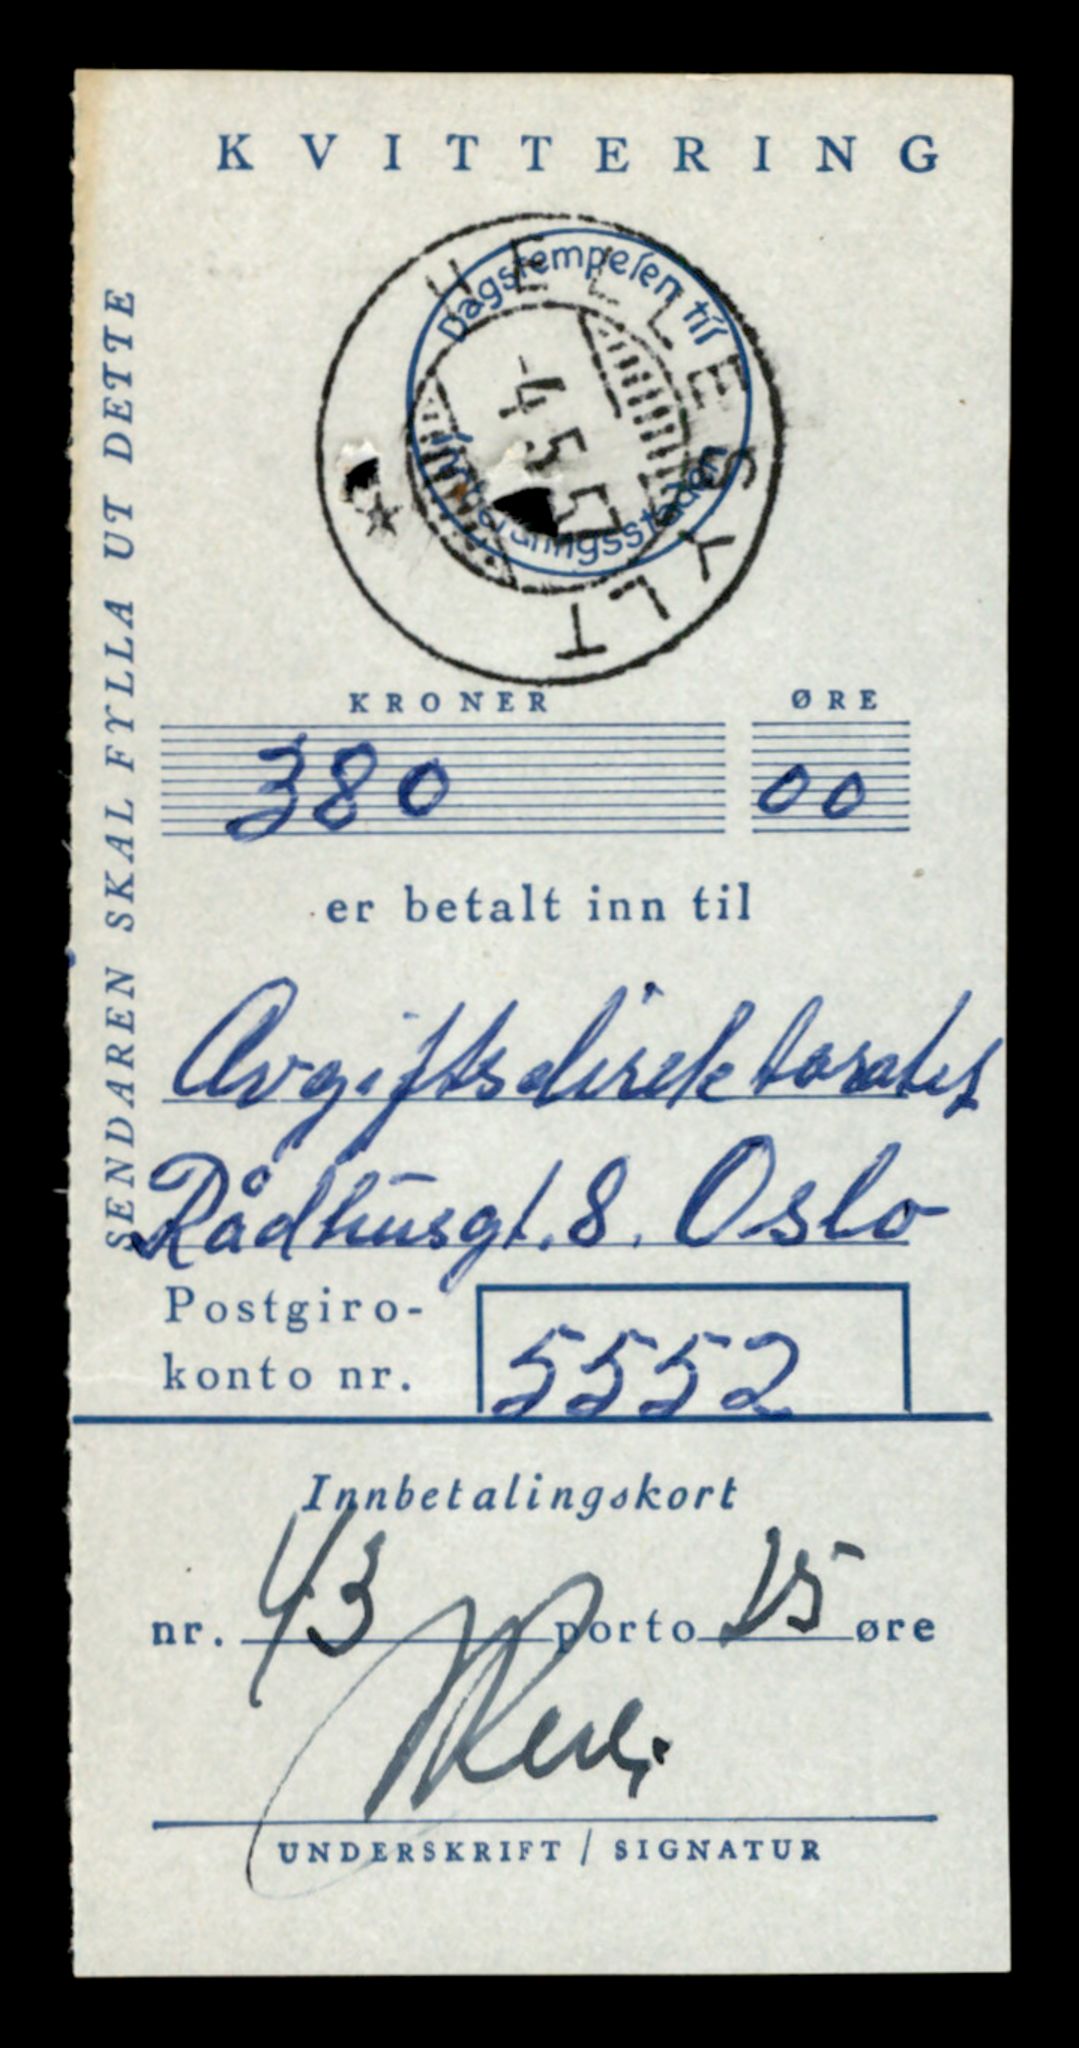 KVITTERING
SENDAREN SKAL FYLLA UT DETTE
HELLESYLT
Dagstempelen til
-4.5.57
KRONER ØRE
380 00
er betalt inn til
Avgiftsdirektoratet
Rådhusgt. 8. Oslo
Postgiro-
konto nr. 5552
Innbetalingskort
nr. 43 porto 25 øre
UNDERSKRIFT / SIGNATUR